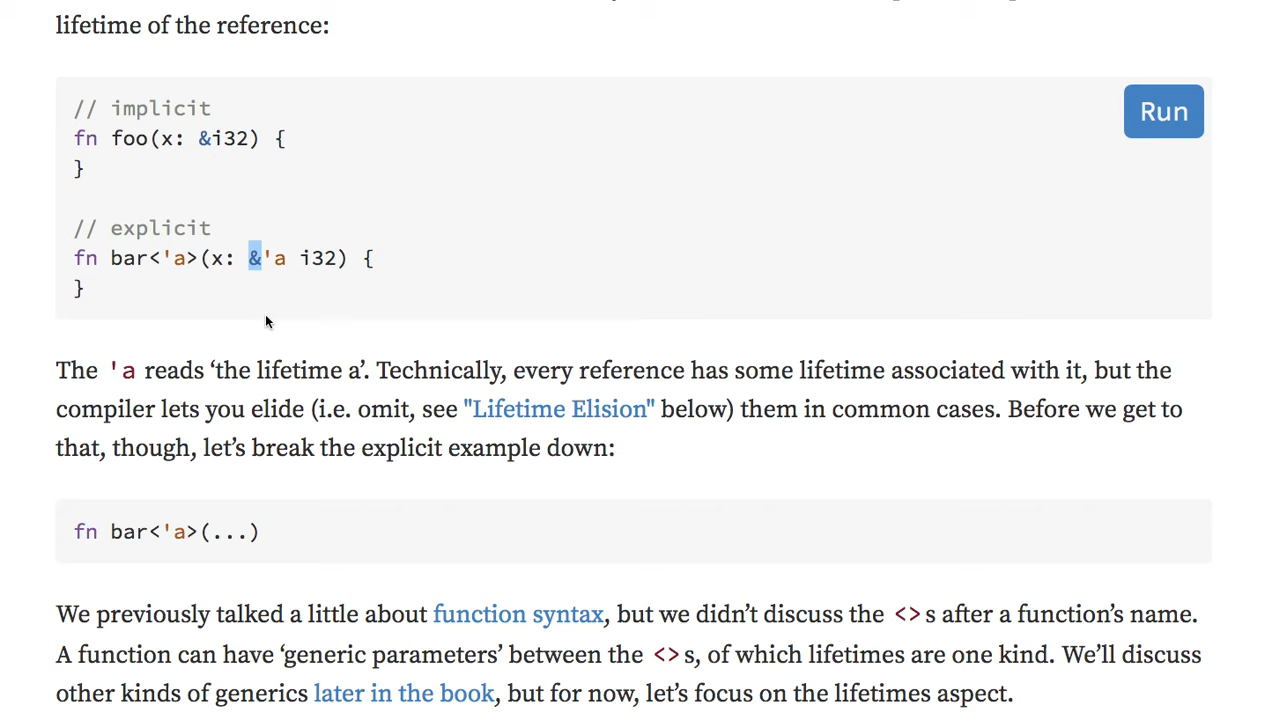 lifetime of the reference:
// implicit
fn foo(x: &i32) {
}
Run
// explicit
fn bar<'a>(x: &'a i32) {
}
The 'a reads ‘the lifetime a’. Technically, every reference has some lifetime associated with it, but the
compiler lets you elide (i.e. omit, see "Lifetime Elision" below) them in common cases. Before we get to
that, though, let’s break the explicit example down:
fn bar<'a>(...)
We previously talked a little about function syntax, but we didn’t discuss the <>s after a function’s name.
A function can have ‘generic parameters’ between the <>s, of which lifetimes are one kind. We’ll discuss
other kinds of generics later in the book, but for now, let’s focus on the lifetimes aspect.